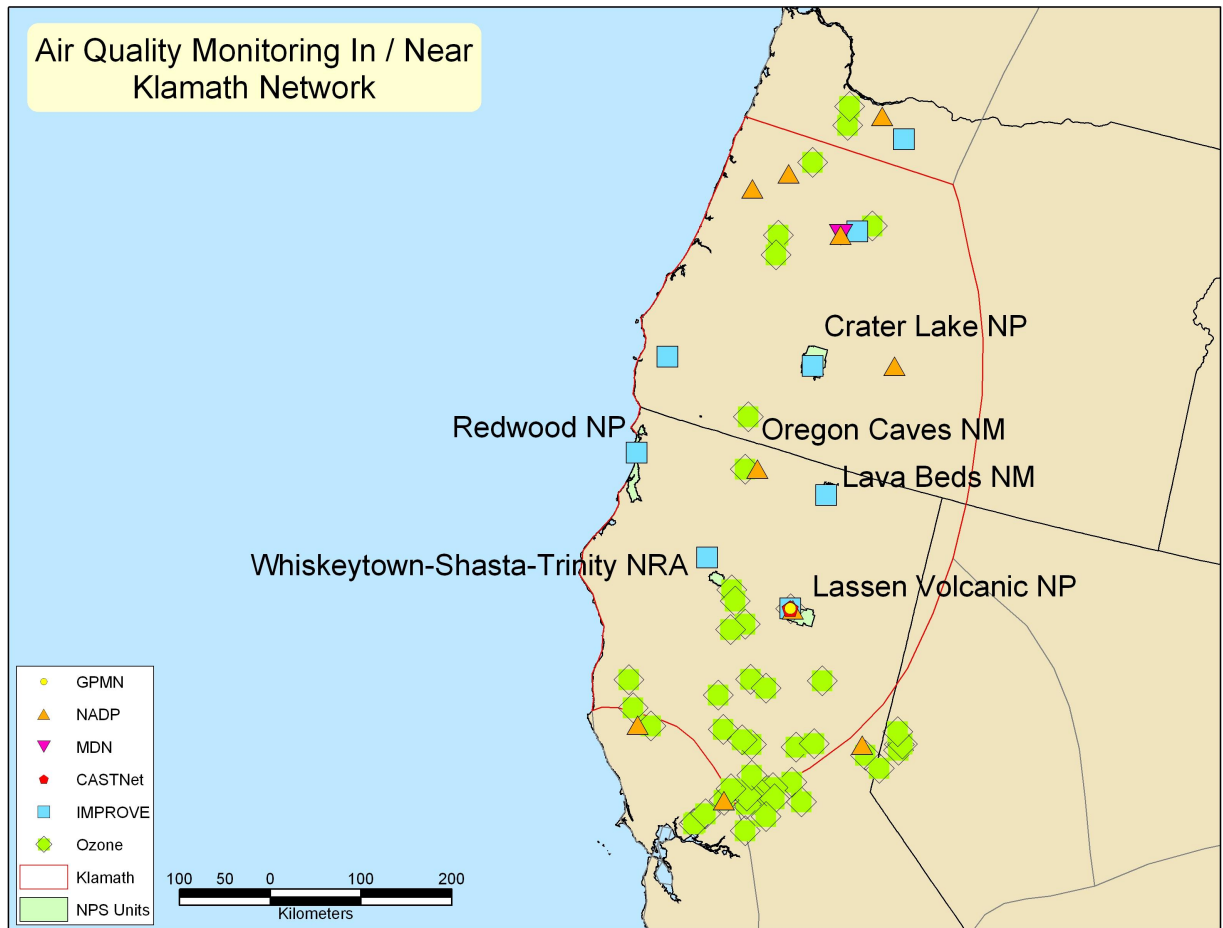 Air Quality Monitoring In / Near
Klamath Network
Crater Lake NP
Redwood NP
Oregon Caves NM
Lava Beds NM
Whiskeytown-Shasta-Trinity NRA
Lassen Volcanic NP
GPMN
NADP
MDN
CASTNet
IMPROVE
Ozone
Klamath
NPS Units
100 50 0 100 200
Kilometers